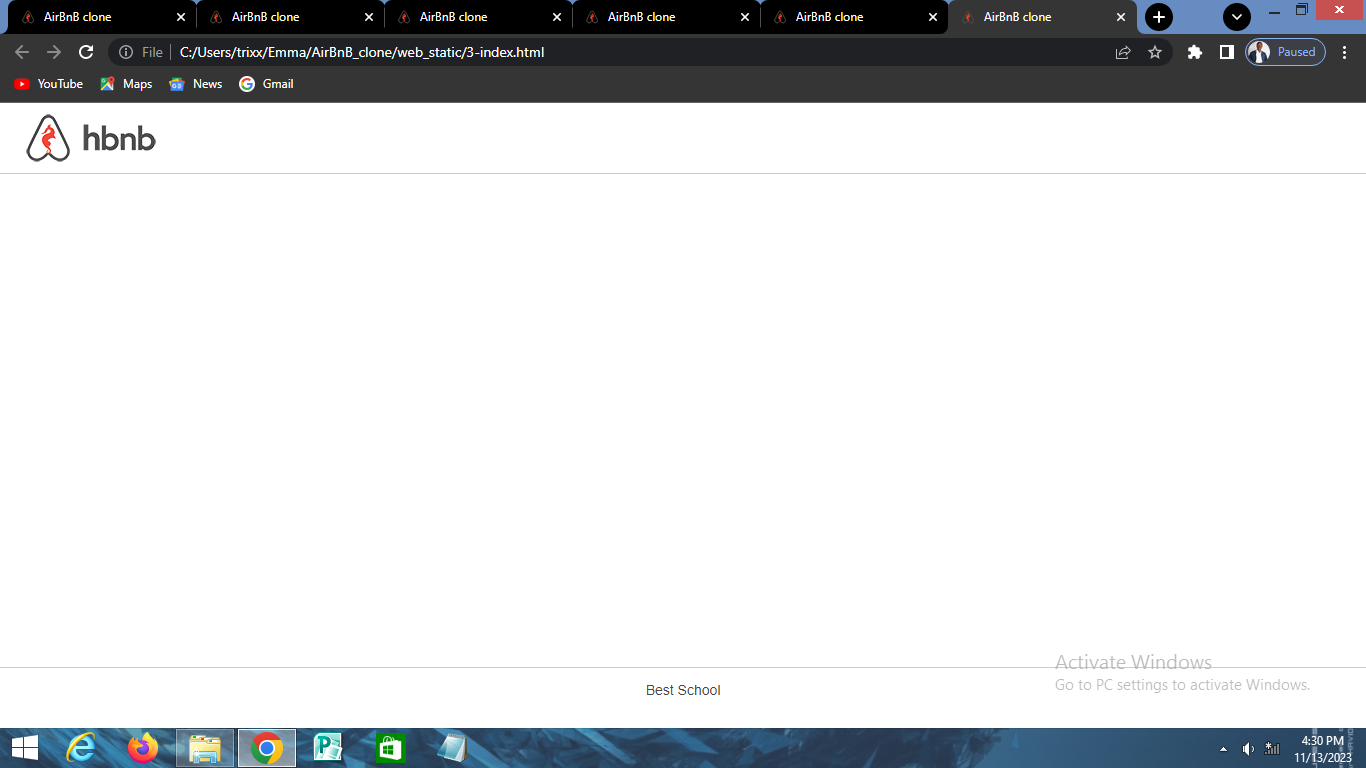 AirBnB clone
AirBnB clone
AirBnB clone
AirBnB clone
AirBnB clone
AirBnB clone
File
C:/Users/trixx/Emma/AirBnB_clone/web_static/3-index.html
Paused
YouTube
Maps
News
Gmail
hbnb
Activate Windows
Go to PC settings to activate Windows.
Best School
4:30 PM
11/13/2023